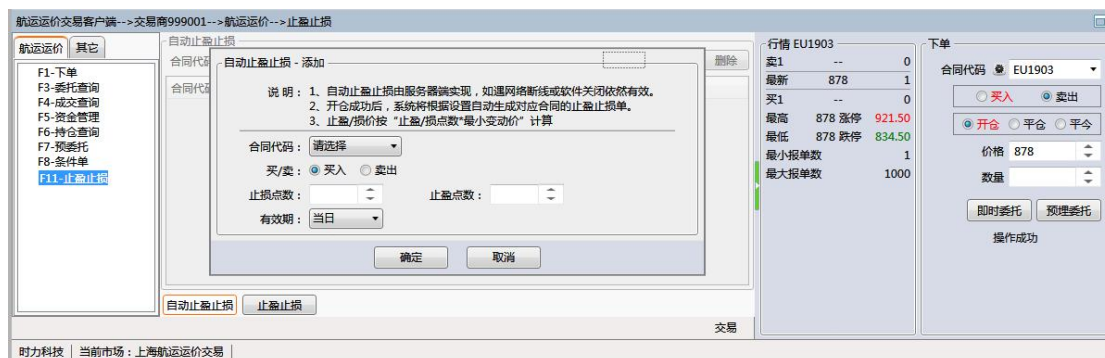 航运运价交易客户端-->交易商999001-->航运运价-->止盈止损
航运运价 其它
F1-下单
F3-委托查询
F4-成交查询
F5-资金管理
F6-持仓查询
F7-预委托
F8-条件单
F11-止盈止损
自动止盈止损
合同代码
删除
合同代码
自动止盈止损 - 添加
说 明： 1、自动止盈止损由服务器端实现，如遇网络断线或软件关闭依然有效。
2、开仓成功后，系统将根据设置自动生成对应合同的止盈止损单。
3、止盈/损价按“止盈/损点数*最小变动价”计算
合同代码： 请选择
买/卖： 买入 卖出
止损点数： 止盈点数：
有效期： 当日
确定 取消
自动止盈止损 止盈止损
交易
行情 EU1903
卖1 -- 0
最新 878 1
买1 -- 0
最高 878 涨停 921.50
最低 878 跌停 834.50
最小报单数 1
最大报单数 1000
下单
合同代码 EU1903
买入 卖出
开仓 平仓 平今
价格 878
数量
即时委托 预埋委托
操作成功
时力科技 当前市场：上海航运运价交易